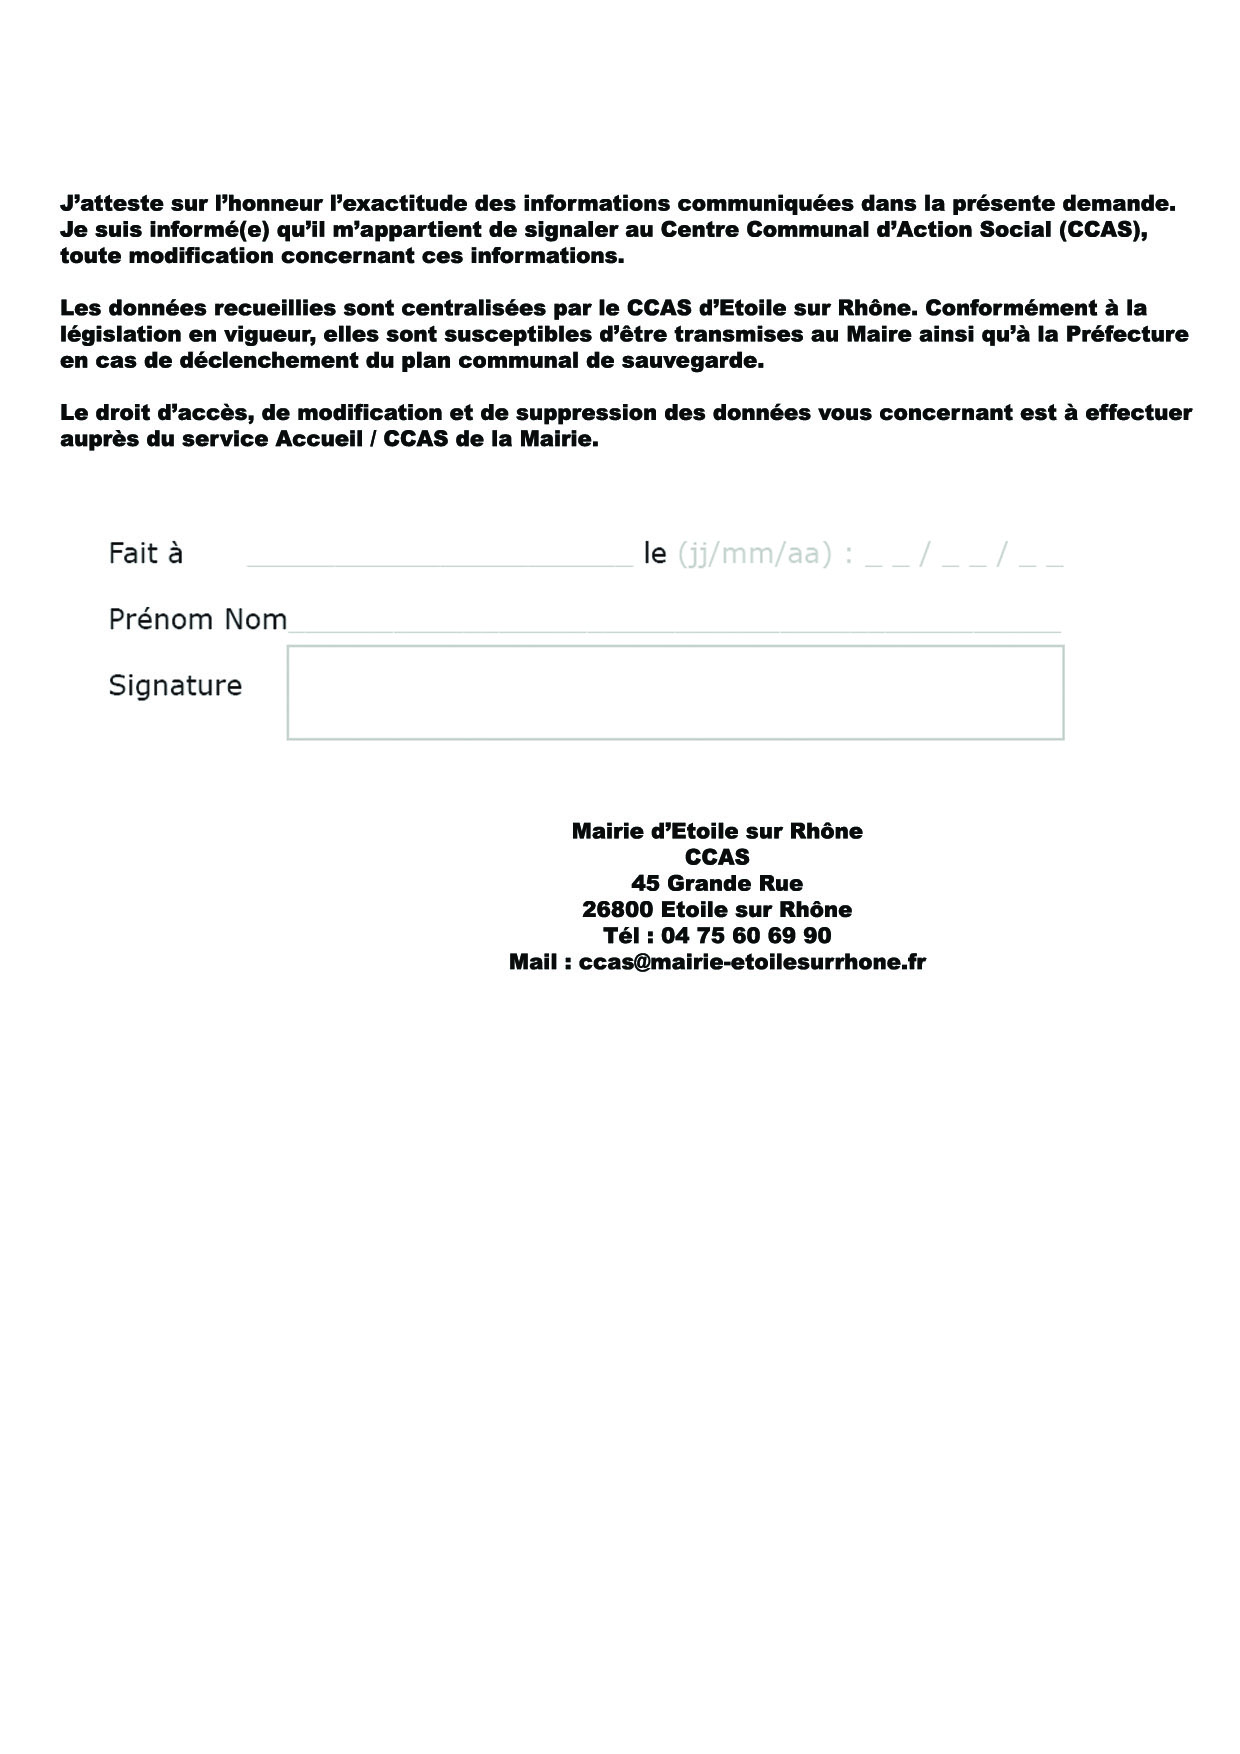 J’atteste sur l’honneur l’exactitude des informations communiquées dans la présente demande.
Je suis informé(e) qu’il m’appartient de signaler au Centre Communal d’Action Social (CCAS),
toute modification concernant ces informations.
Les données recueillies sont centralisées par le CCAS d’Etoile sur Rhône. Conformément à la
législation en vigueur, elles sont susceptibles d’être transmises au Maire ainsi qu’à la Préfecture
en cas de déclenchement du plan communal de sauvegarde.
Le droit d’accès, de modification et de suppression des données vous concernant est à effectuer
auprès du service Accueil / CCAS de la Mairie.
Fait à ______________________ le (jj/mm/aa) : _ _ / _ _ / _ _
Prénom Nom____________________________________________
Signature
Mairie d’Etoile sur Rhône
CCAS
45 Grande Rue
26800 Etoile sur Rhône
Tél : 04 75 60 69 90
Mail : ccas@mairie-etoilesurrhone.fr